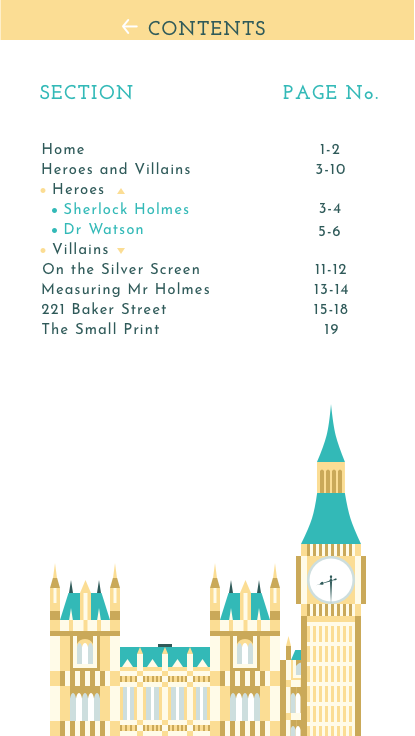 CONTENTS
SECTION PAGE No.
Home 1-2
Heroes and Villains 3-10
Heroes
Sherlock Holmes 3-4
Dr Watson 5-6
Villains
On the Silver Screen 11-12
Measuring Mr Holmes 13-14
221 Baker Street 15-18
The Small Print 19